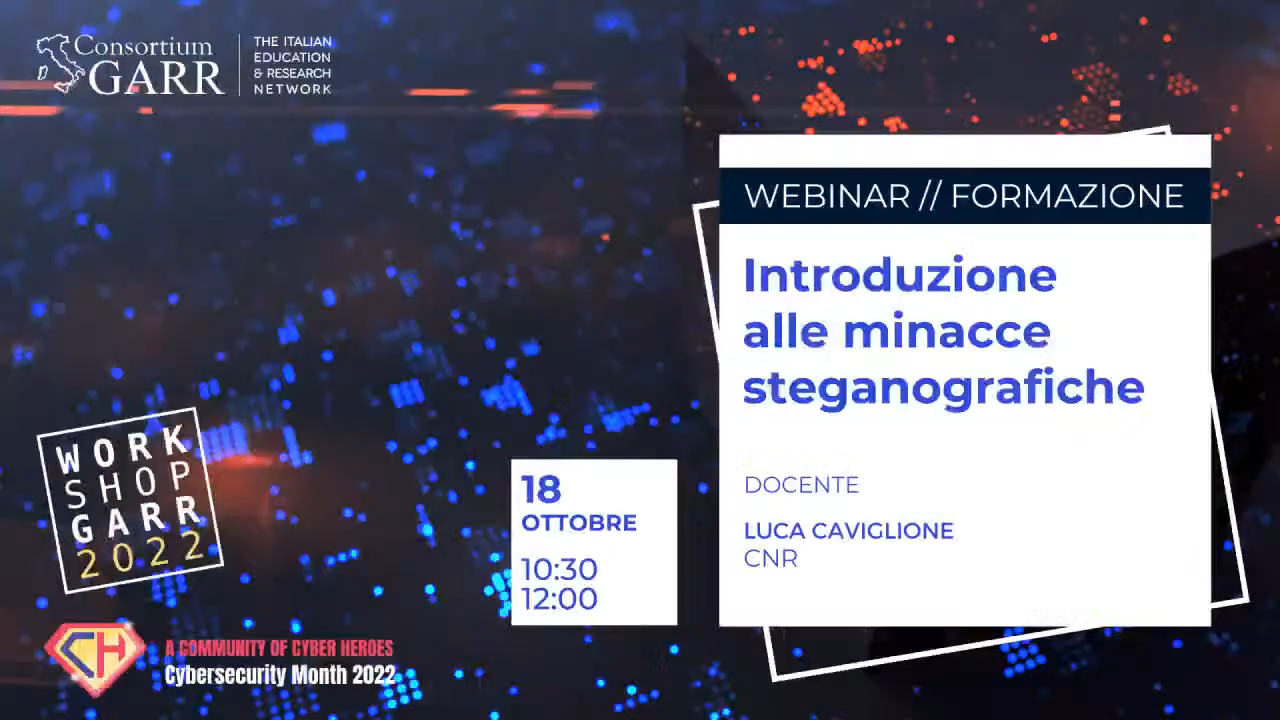 Consortium
GARR
THE ITALIAN
EDUCATION
& RESEARCH
NETWORK
WEBINAR // FORMAZIONE
Introduzione
alle minacce
steganografiche
DOCENTE
LUCA CAVIGLIONE
CNR
18
OTTOBRE
10:30
12:00
WORK
SHOP
GARR
2022
CH
A COMMUNITY OF CYBER HEROES
Cybersecurity Month 2022